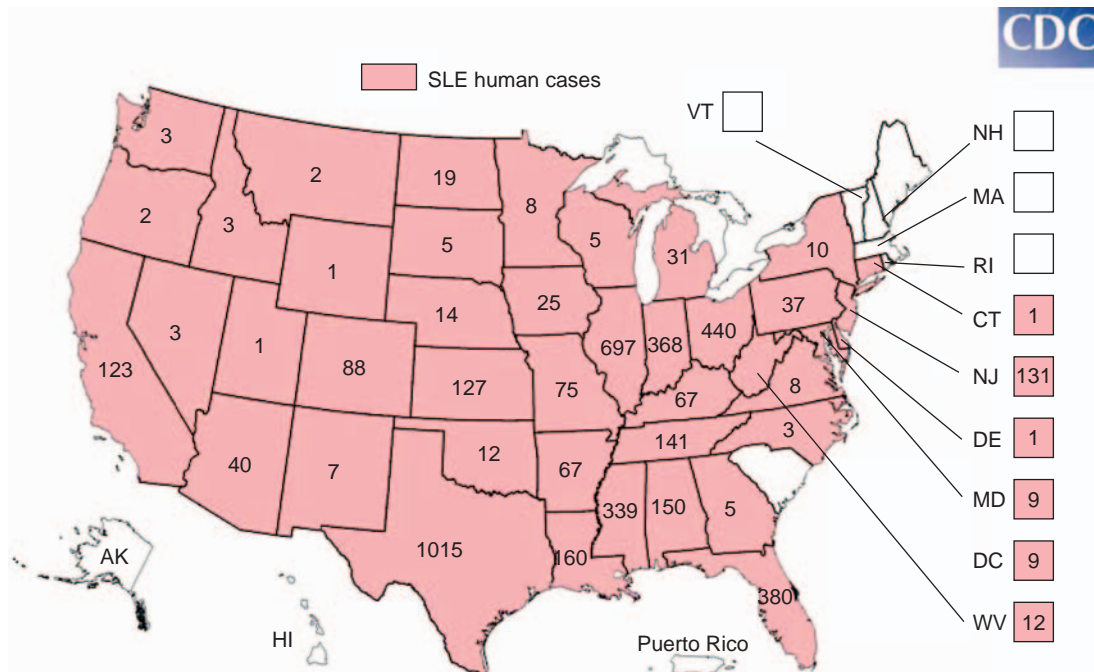 CDC
SLE human cases
VT
NH
3
2
19
8
MA
2
3
5
5
31
10
RI
1
25
37
CT 1
14
440
3
1
697
368
123
88
NJ 131
127
75
8
67
3
141
DE 1
12
40
7
67
339
150
5
MD 9
1015
160
DC 9
AK
380
WV 12
HI
Puerto Rico